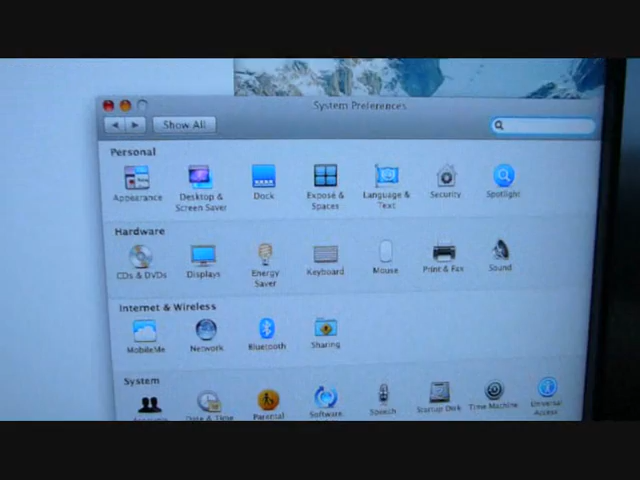 System Preferences
Show All
Personal
Appearance
Desktop & Screen Saver
Dock
Exposé & Spaces
Language & Text
Security
Spotlight
Hardware
CDs & DVDs
Displays
Energy Saver
Keyboard
Mouse
Print & Fax
Sound
Internet & Wireless
MobileMe
Network
Bluetooth
Sharing
System
Accounts
Date & Time
Parental
Software
Speech
Startup Disk
Time Machine
Universal Access